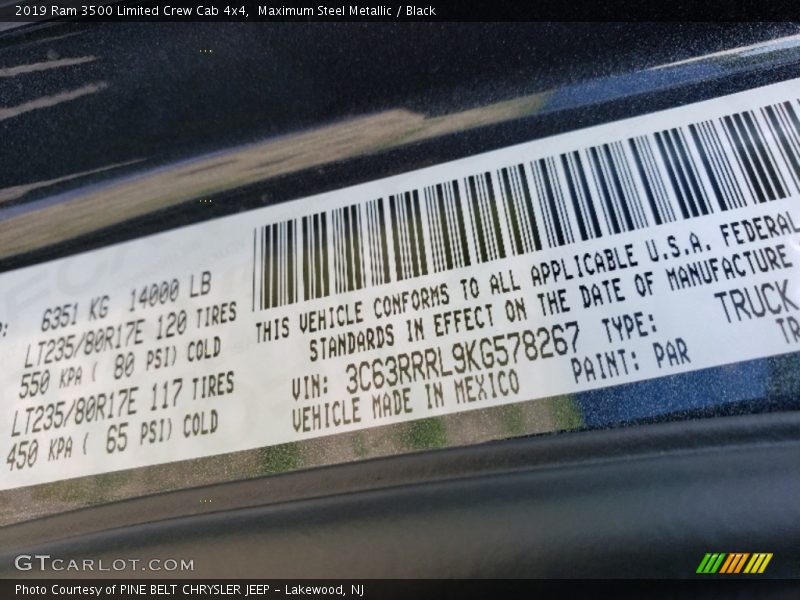 2019 Ram 3500 Limited Crew Cab 4x4,  Maximum Steel Metallic / Black
6351 KG 14000 LB
LT235/80R17E 120 TIRES
550 KPA ( 80 PSI) COLD
LT235/80R17E 117 TIRES
450 KPA ( 65 PSI) COLD
THIS VEHICLE CONFORMS TO ALL APPLICABLE U.S.A. FEDERAL
STANDARDS IN EFFECT ON THE DATE OF MANUFACTURE
VIN: 3C63RRRL9KG578267 TYPE: TRUCK
VEHICLE MADE IN MEXICO PAINT: PAR
GTCARLOT.COM
Photo Courtesy of PINE BELT CHRYSLER JEEP - Lakewood, NJ